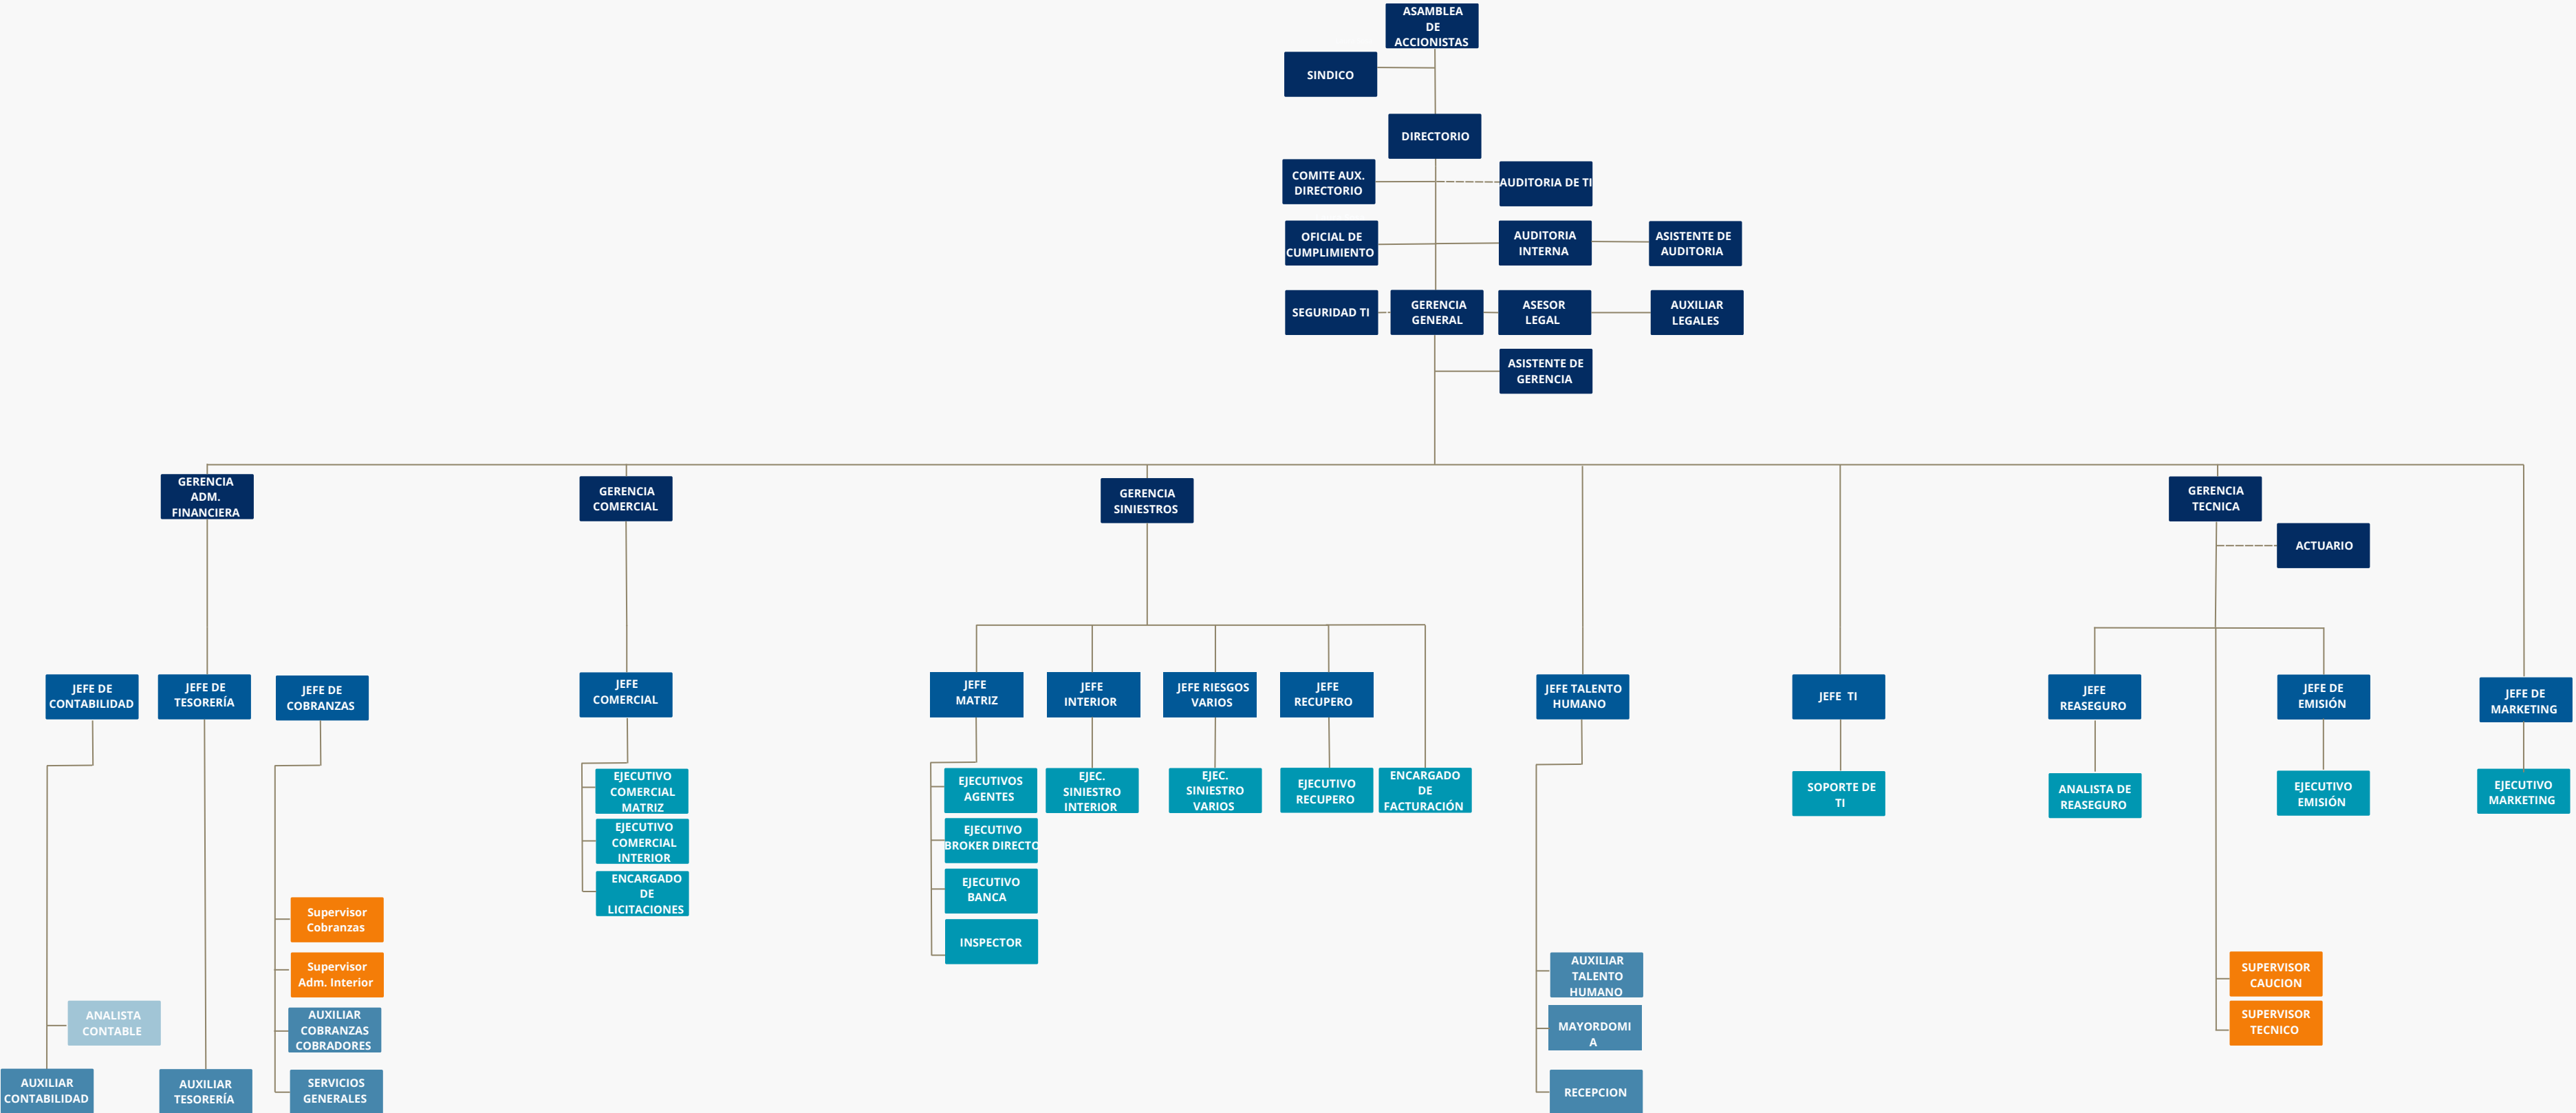 ASAMBLEA
DE
ACCIONISTAS
SINDICO
DIRECTORIO
COMITE AUX.
DIRECTORIO
AUDITORIA DE TI
OFICIAL DE
CUMPLIMIENTO
AUDITORIA
INTERNA
ASISTENTE DE
AUDITORIA
SEGURIDAD TI
GERENCIA
GENERAL
ASESOR
LEGAL
AUXILIAR
LEGALES
ASISTENTE DE
GERENCIA
GERENCIA
ADM.
FINANCIERA
GERENCIA
COMERCIAL
GERENCIA
SINIESTROS
GERENCIA
TECNICA
ACTUARIO
JEFE DE
CONTABILIDAD
JEFE DE
TESORERÍA
JEFE DE
COBRANZAS
JEFE
COMERCIAL
JEFE
MATRIZ
JEFE
INTERIOR
JEFE RIESGOS
VARIOS
JEFE
RECUPERO
JEFE TALENTO
HUMANO
JEFE TI
JEFE
REASEGURO
JEFE DE
EMISIÓN
JEFE DE
MARKETING
EJECUTIVO
COMERCIAL
MATRIZ
EJECUTIVO
COMERCIAL
INTERIOR
ENCARGADO
DE
LICITACIONES
EJECUTIVOS
AGENTES
EJECUTIVO
BROKER DIRECTO
EJECUTIVO
BANCA
INSPECTOR
EJEC.
SINIESTRO
INTERIOR
EJEC.
SINIESTRO
VARIOS
EJECUTIVO
RECUPERO
ENCARGADO
DE
FACTURACIÓN
SOPORTE DE
TI
ANALISTA DE
REASEGURO
EJECUTIVO
EMISIÓN
EJECUTIVO
MARKETING
Supervisor
Cobranzas
Supervisor
Adm. Interior
AUXILIAR
COBRANZAS
COBRADORES
SERVICIOS
GENERALES
ANALISTA
CONTABLE
AUXILIAR
CONTABILIDAD
AUXILIAR
TESORERÍA
AUXILIAR
TALENTO
HUMANO
MAYORDOMI
A
RECEPCION
SUPERVISOR
CAUCION
SUPERVISOR
TECNICO